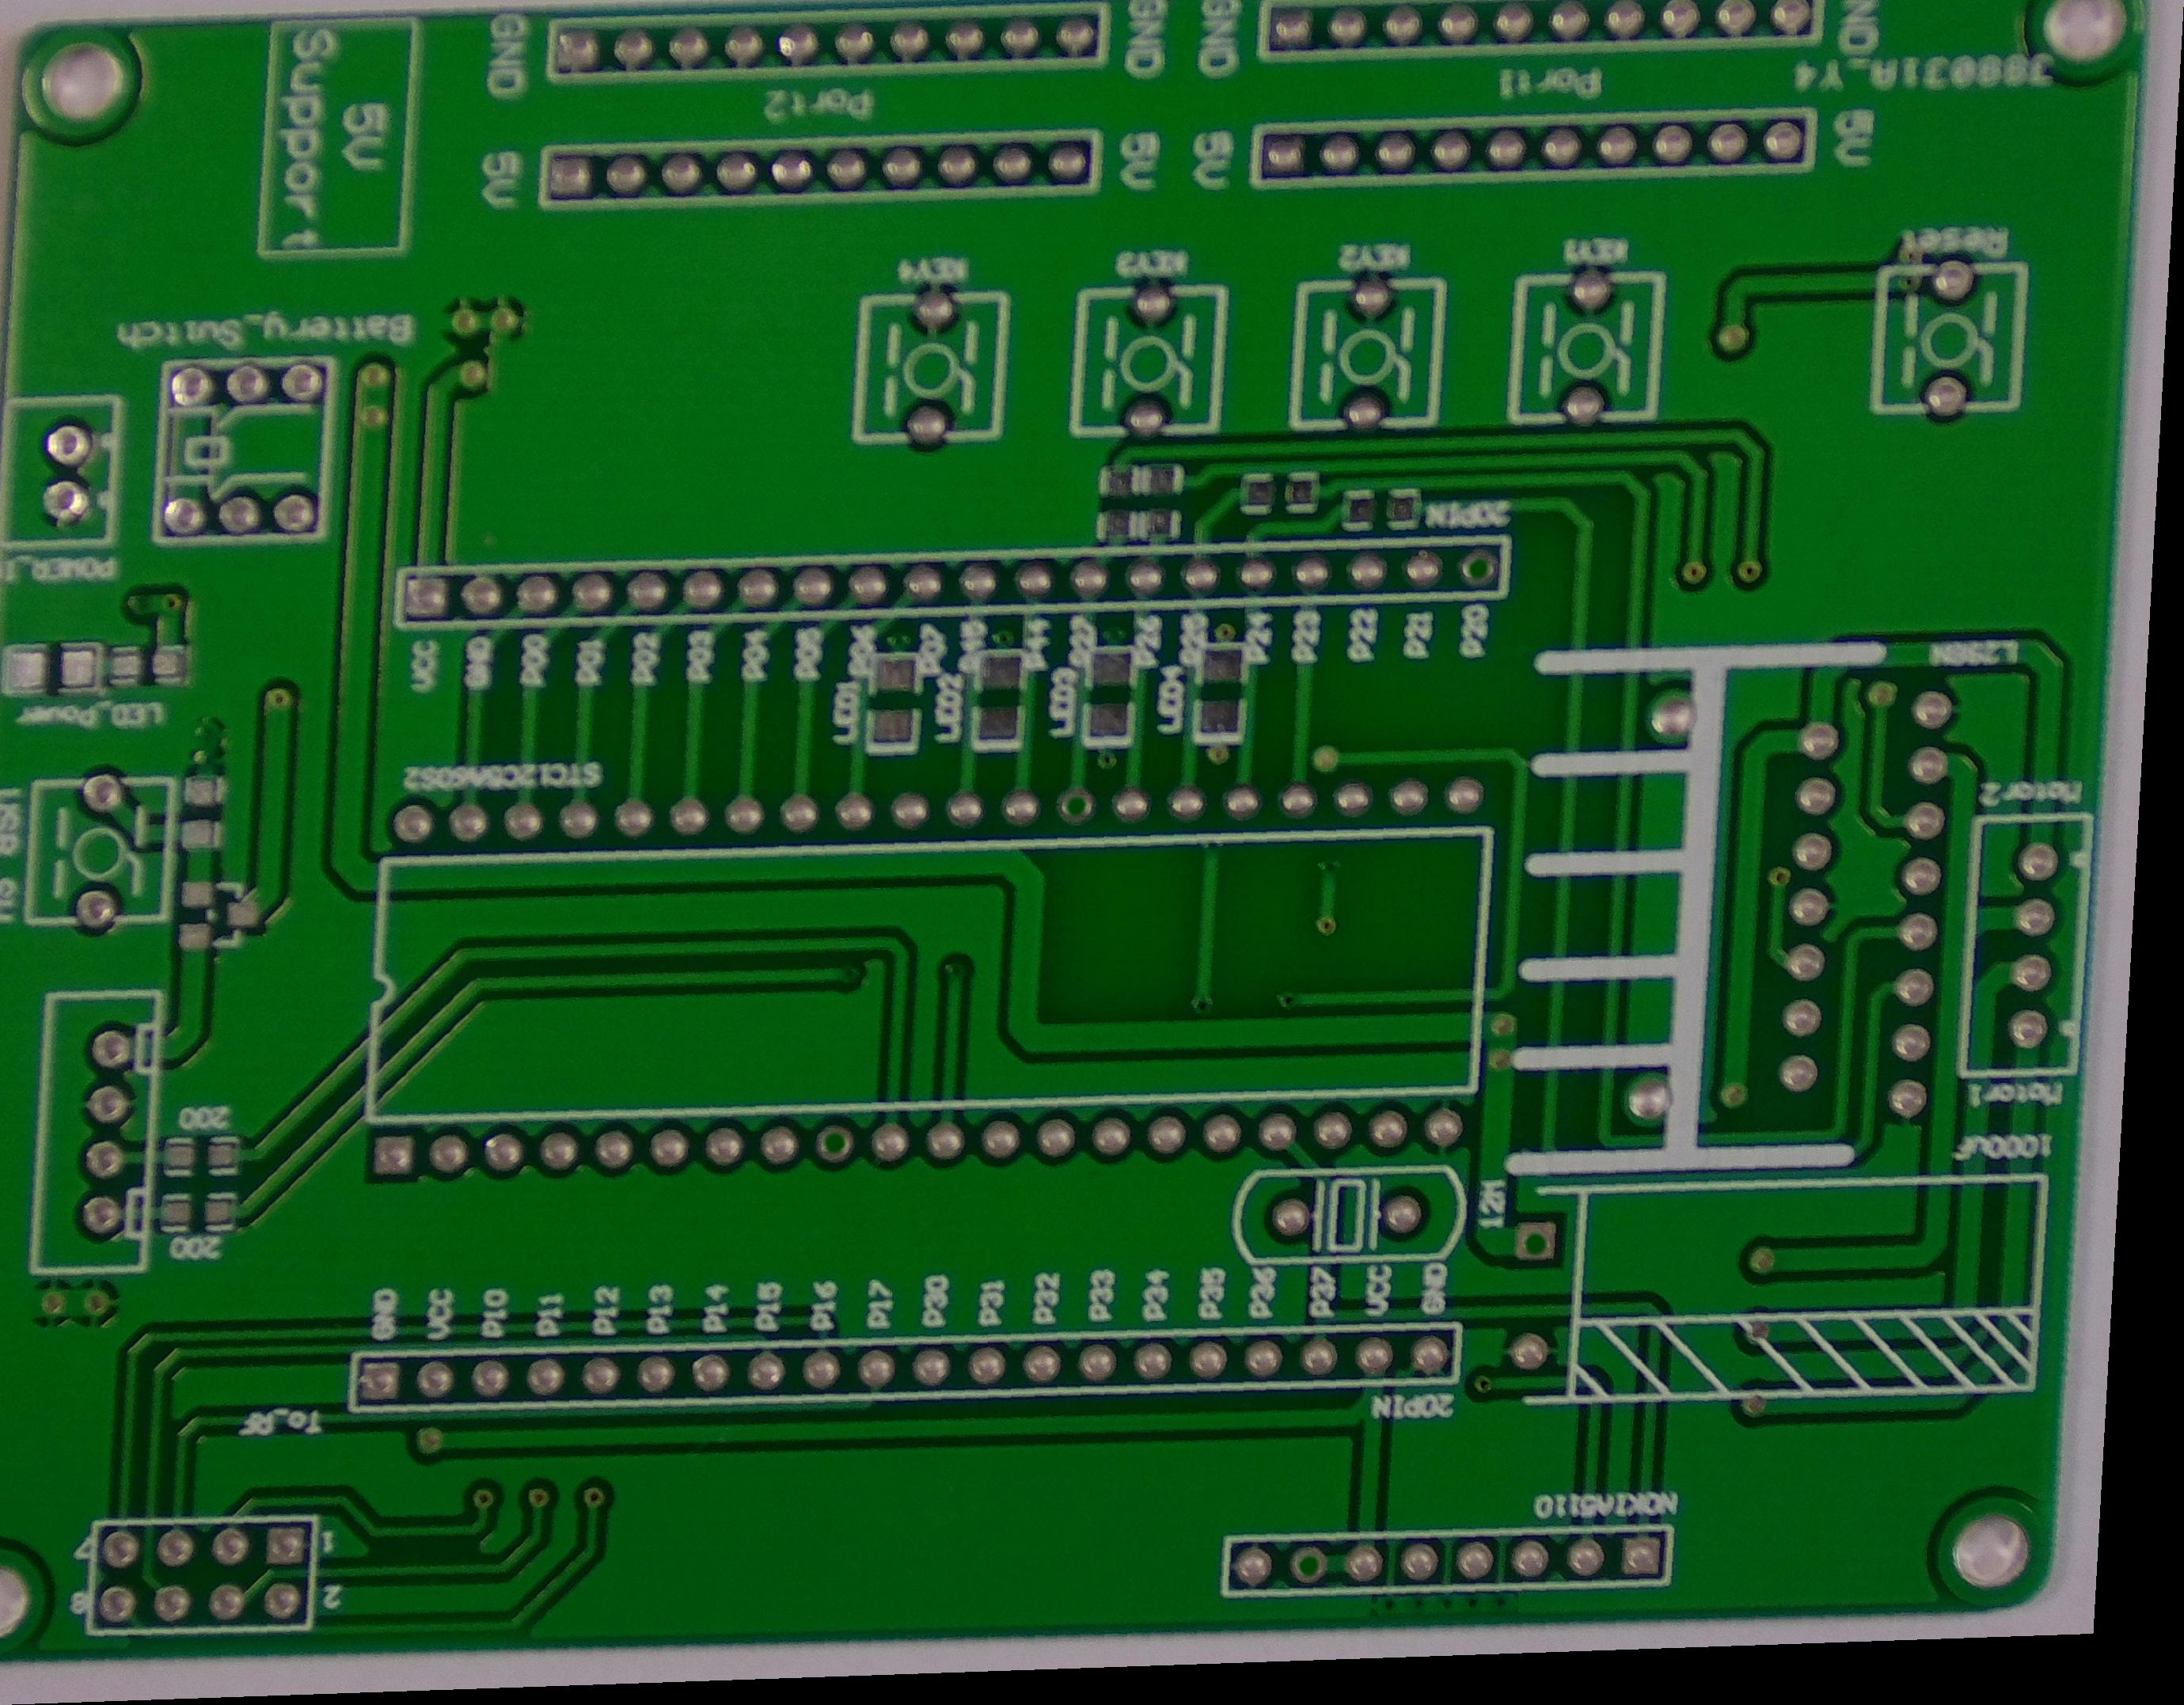 5V
Support
GND
GND
Port2
5V
5V
GND
GND
Port1
5V
5V
398031A_Y4
KEY4
KEY3
KEY2
KEY1
Reset
Battery_Switch
20PIN
VCC
GND
P00
P01
P02
P03
P04
P05
P06
P07
P45
P44
P27
P26
P25
P24
P23
P22
P21
P20
LED_Power
LED1
LED2
LED3
LED4
L298N
STC12C5A60S2
Motor2
Motor1
1000uF
200
200
12M
GND
VCC
P10
P11
P12
P13
P14
P15
P16
P17
P30
P31
P32
P33
P34
P35
P36
P37
VCC
GND
20PIN
To_RF
NOKIA5110
7
1
8
2